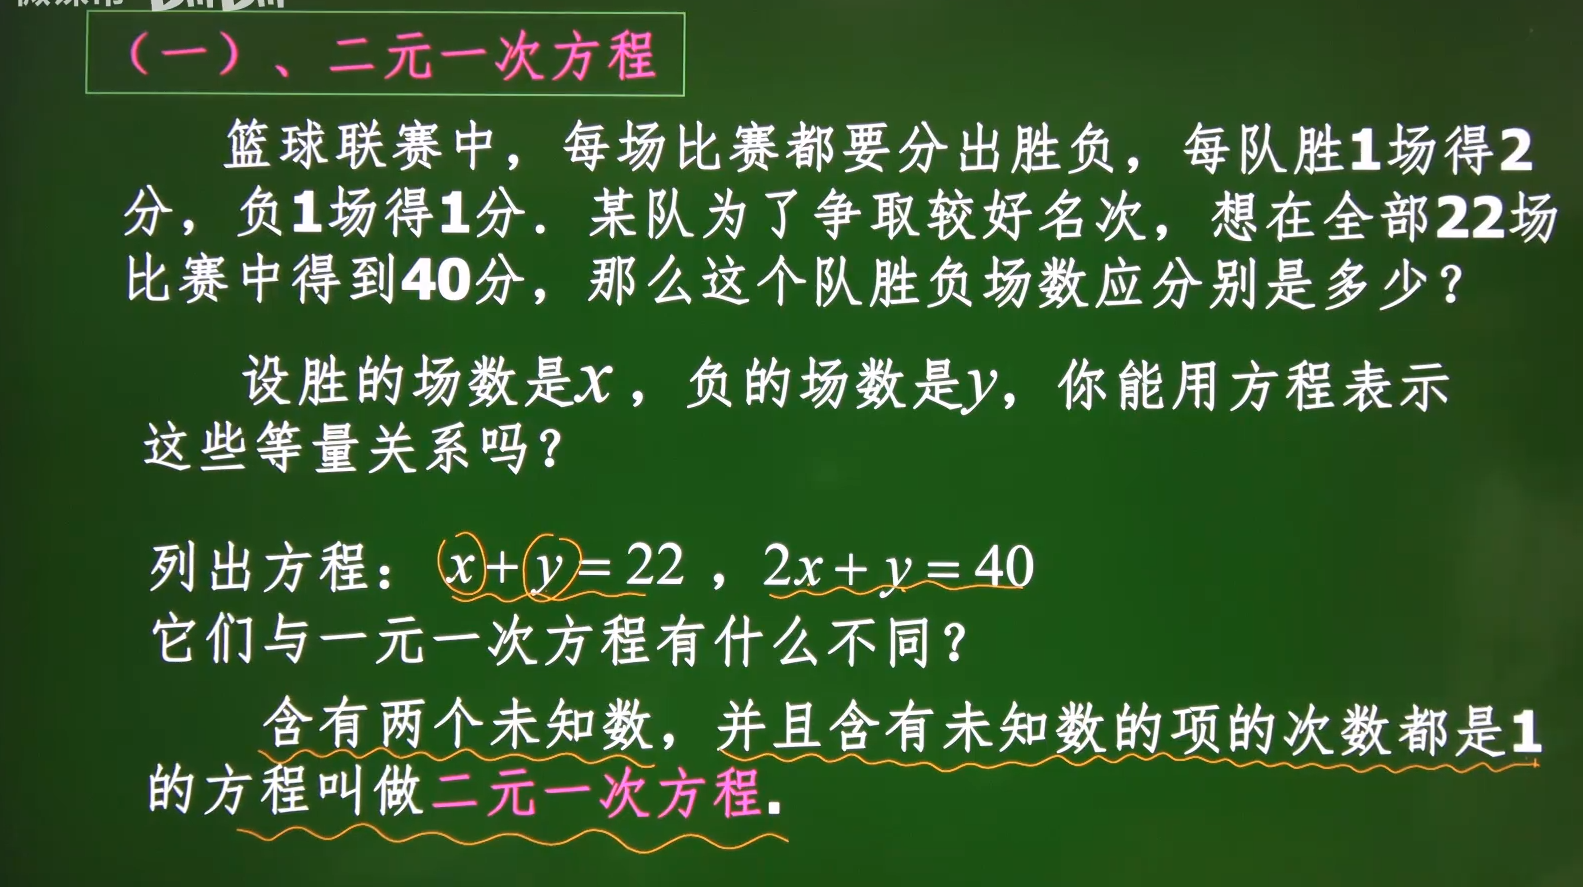 （一）、二元一次方程
篮球联赛中，每场比赛都要分出胜负，每队胜1场得2
分，负1场得1分．某队为了争取较好名次，想在全部22场
比赛中得到40分，那么这个队胜负场数应分别是多少？
设胜的场数是x，负的场数是y，你能用方程表示
这些等量关系吗？
列出方程： x + y = 22 ，2x + y = 40
它们与一元一次方程有什么不同？
含有两个未知数，并且含有未知数的项的次数都是1
的方程叫做二元一次方程.